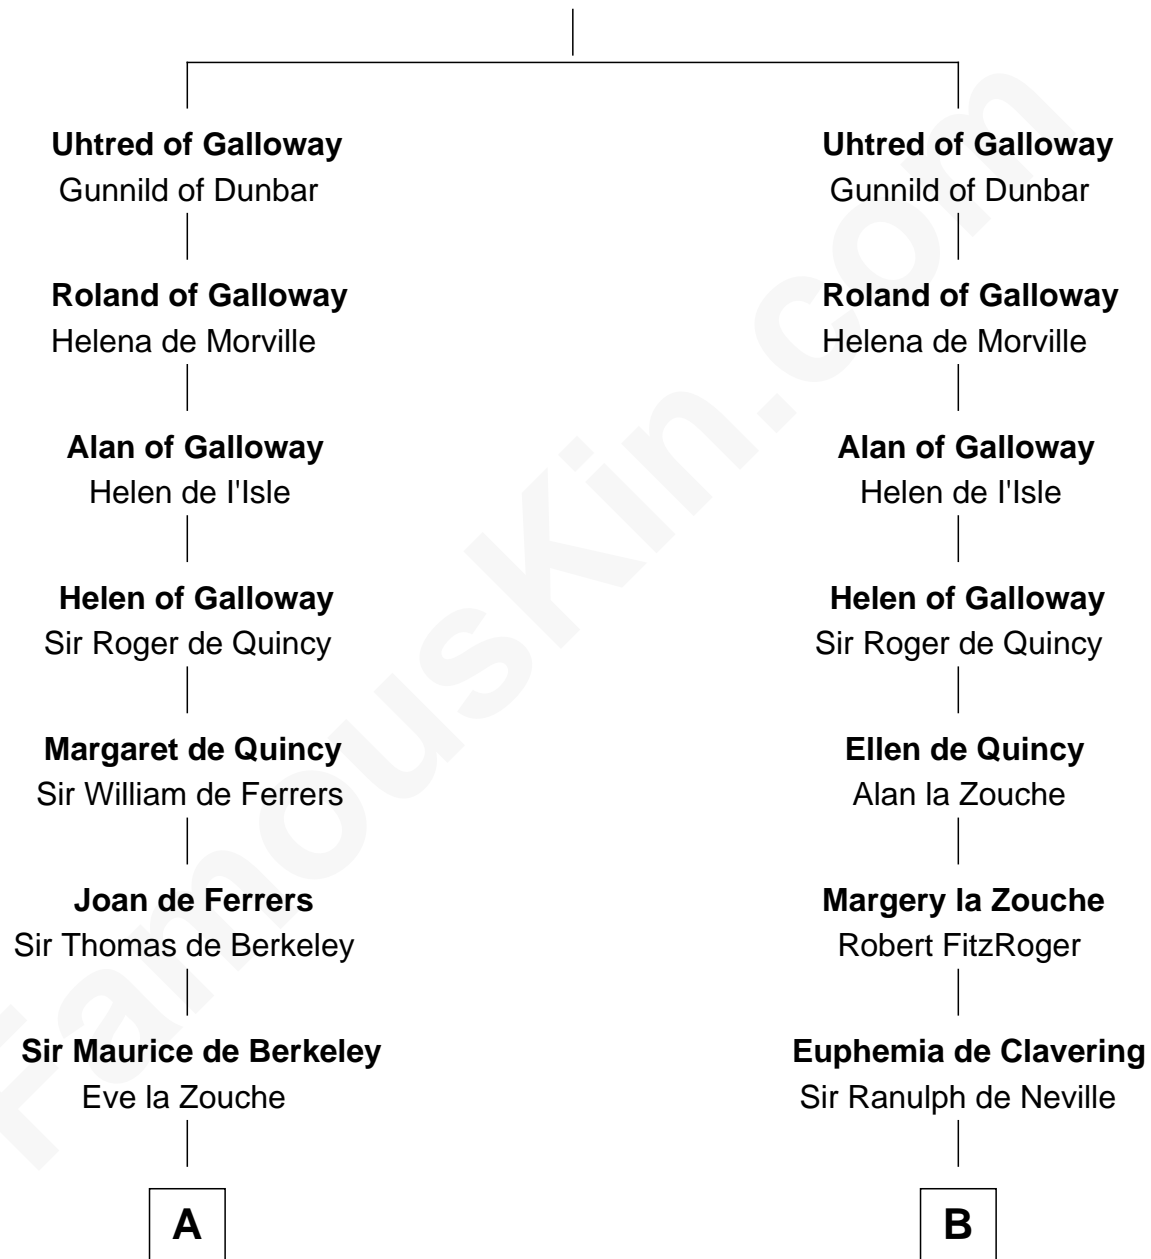 Uhtred of Galloway
Gunnild of Dunbar
Roland of Galloway
Helena de Morville
Alan of Galloway
Helen de I'Isle
Helen of Galloway
Sir Roger de Quincy
Margaret de Quincy
Sir William de Ferrers
Joan de Ferrers
Sir Thomas de Berkeley
Sir Maurice de Berkeley
Eve la Zouche
A
Uhtred of Galloway
Gunnild of Dunbar
Roland of Galloway
Helena de Morville
Alan of Galloway
Helen de I'Isle
Helen of Galloway
Sir Roger de Quincy
Ellen de Quincy
Alan la Zouche
Margery la Zouche
Robert FitzRoger
Euphemia de Clavering
Sir Ranulph de Neville
B
FamousKin.com